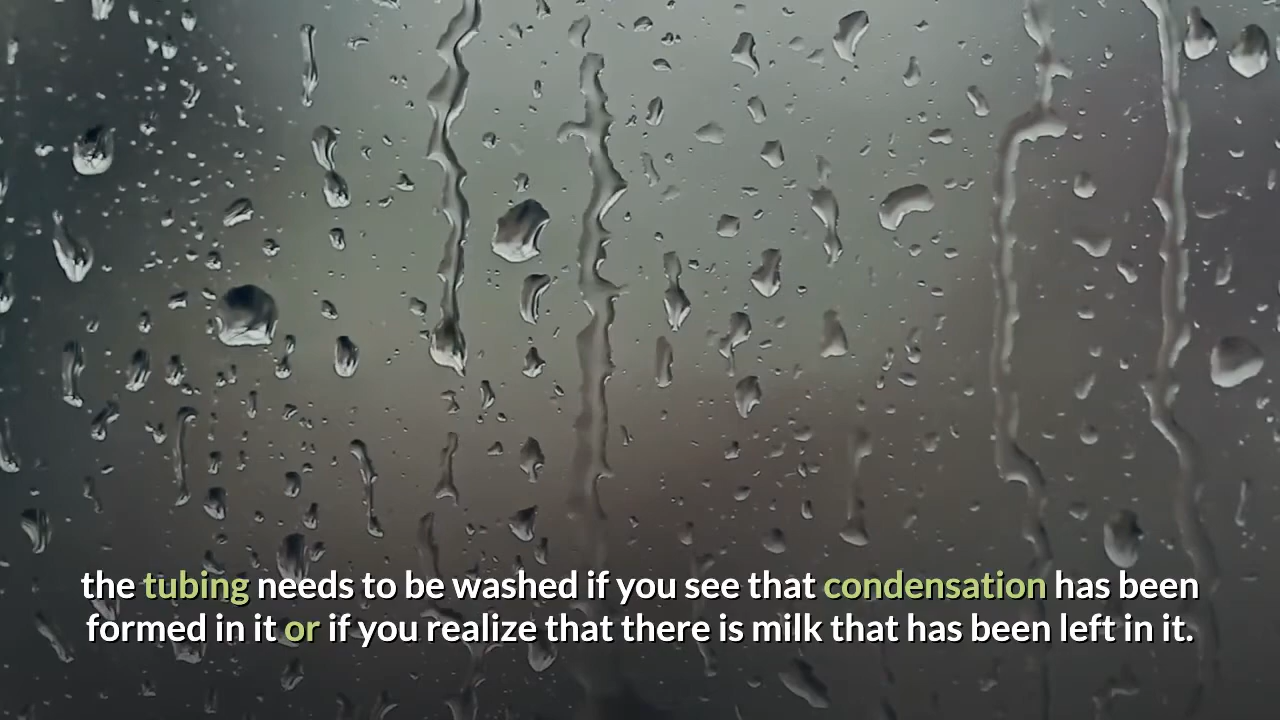 the tubing needs to be washed if you see that condensation has been
formed in it or if you realize that there is milk that has been left in it.